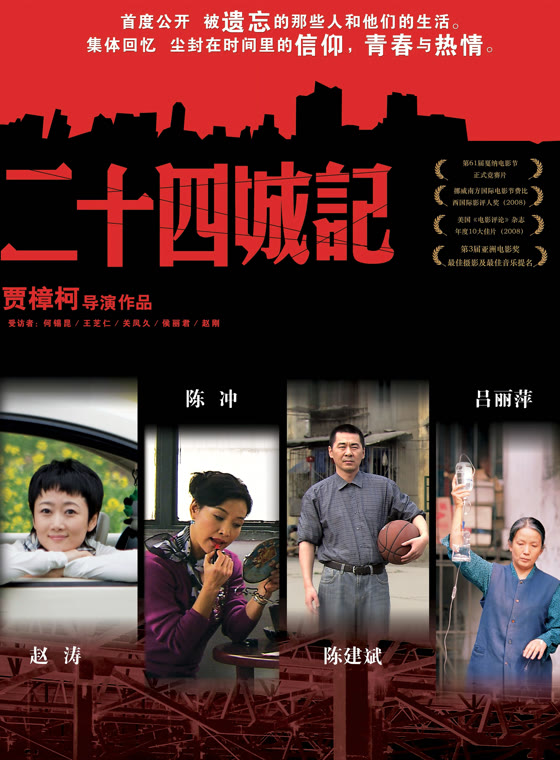 首度公开 被遗忘的那些人和他们的生活。
集体回忆 尘封在时间里的信仰,青春与热情。
二十四城記
第61届戛纳电影节
正式竞赛片
挪威南方国际电影节费比
西国际影评人奖(2008)
美国《电影评论》杂志
年度10大佳片(2008)
第3届亚洲电影奖
最佳摄影及最佳音乐提名
贾樟柯导演作品
受访者:何锡昆/王芝仁/关凤久/侯丽君/赵刚
陈冲
吕丽萍
赵涛
陈建斌